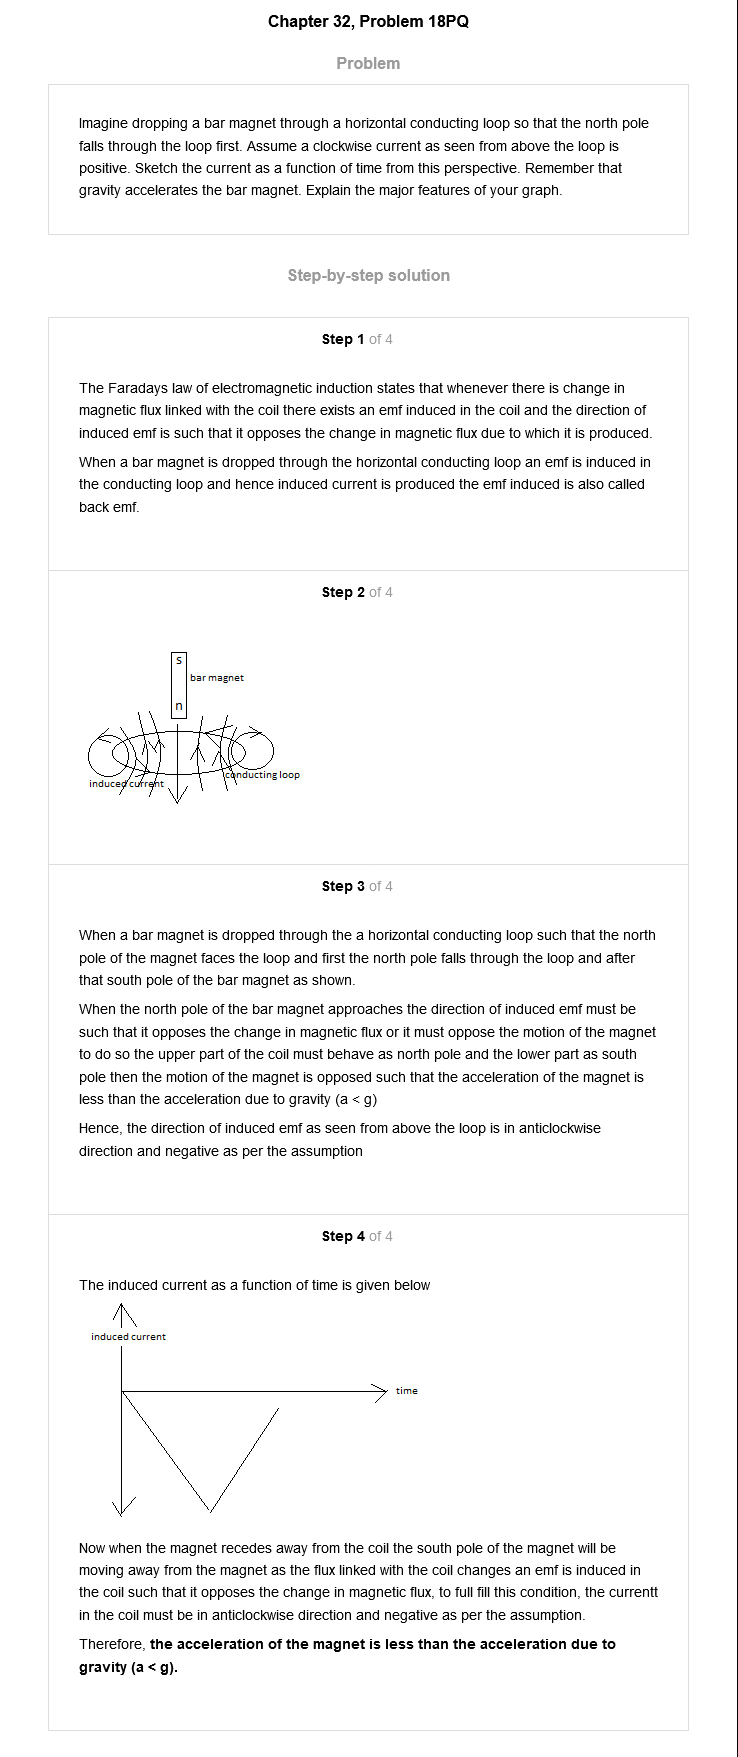 Chapter 32, Problem 18PQ
Problem
Imagine dropping a bar magnet through a horizontal conducting loop so that the north pole
falls through the loop first. Assume a clockwise current as seen from above the loop is
positive. Sketch the current as a function of time from this perspective. Remember that
gravity accelerates the bar magnet. Explain the major features of your graph.
Step-by-step solution
Step 1 of 4
The Faradays law of electromagnetic induction states that whenever there is change in
magnetic flux linked with the coil there exists an emf induced in the coil and the direction of
induced emf is such that it opposes the change in magnetic flux due to which it is produced.
When a bar magnet is dropped through the horizontal conducting loop an emf is induced in
the conducting loop and hence induced current is produced the emf induced is also called
back emf.
Step 2 of 4
s
bar magnet
n
conducting loop
induced current
Step 3 of 4
When a bar magnet is dropped through the a horizontal conducting loop such that the north
pole of the magnet faces the loop and first the north pole falls through the loop and after
that south pole of the bar magnet as shown.
When the north pole of the bar magnet approaches the direction of induced emf must be
such that it opposes the change in magnetic flux or it must oppose the motion of the magnet
to do so the upper part of the coil must behave as north pole and the lower part as south
pole then the motion of the magnet is opposed such that the acceleration of the magnet is
less than the acceleration due to gravity (a < g)
Hence, the direction of induced emf as seen from above the loop is in anticlockwise
direction and negative as per the assumption
Step 4 of 4
The induced current as a function of time is given below
induced current
time
Now when the magnet recedes away from the coil the south pole of the magnet will be
moving away from the magnet as the flux linked with the coil changes an emf is induced in
the coil such that it opposes the change in magnetic flux, to full fill this condition, the currentt
in the coil must be in anticlockwise direction and negative as per the assumption.
Therefore, the acceleration of the magnet is less than the acceleration due to
gravity (a < g).